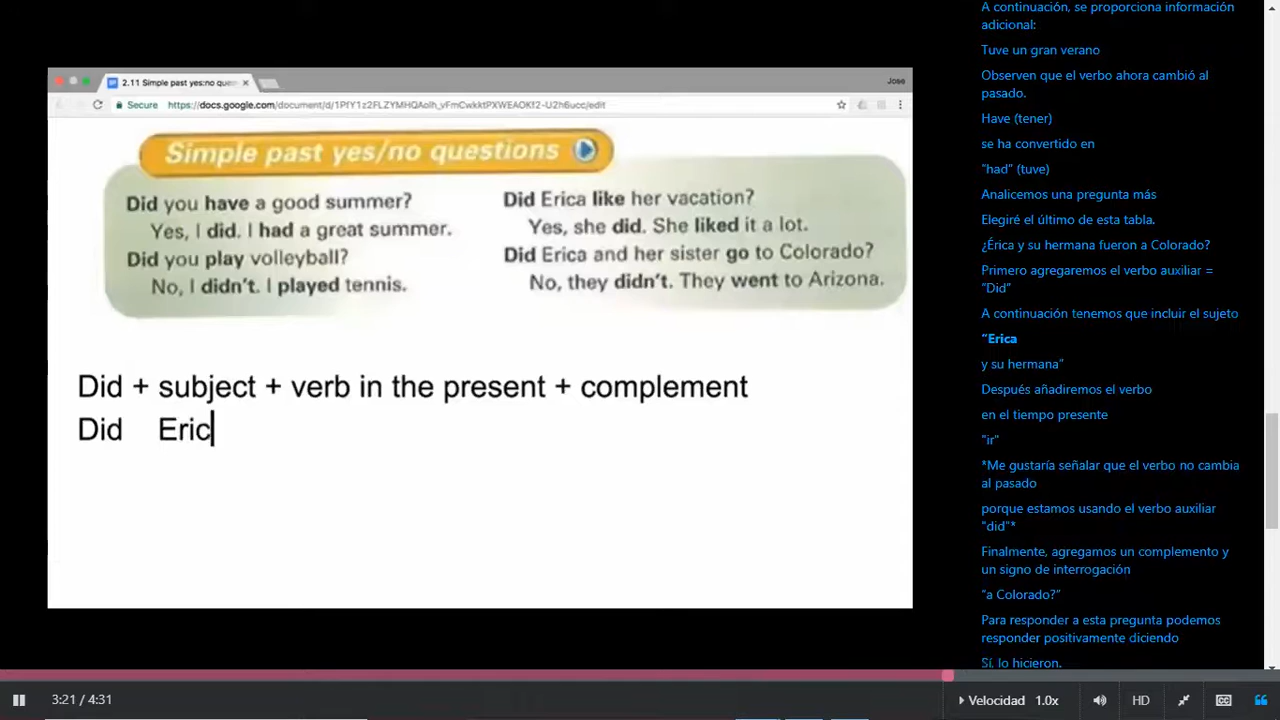 2.11 Simple past yes:no ques
Jose
Secure https://docs.google.com/document/d/1PfY1z2FLZYMHQAolh_vFmCwkktPXWEAOKf2-U2h6ucc/edit
Simple past yes/no questions
Did you have a good summer?
Yes, I did. I had a great summer.
Did you play volleyball?
No, I didn't. I played tennis.
Did Erica like her vacation?
Yes, she did. She liked it a lot.
Did Erica and her sister go to Colorado?
No, they didn't. They went to Arizona.
Did + subject + verb in the present + complement
Did Eric
A continuación, se proporciona información
adicional:
Tuve un gran verano
Observen que el verbo ahora cambió al
pasado.
Have (tener)
se ha convertido en
"had" (tuve)
Analicemos una pregunta más
Elegiré el último de esta tabla.
¿Érica y su hermana fueron a Colorado?
Primero agregaremos el verbo auxiliar =
"Did"
A continuación tenemos que incluir el sujeto
"Erica
y su hermana"
Después añadiremos el verbo
en el tiempo presente
"ir"
*Me gustaría señalar que el verbo no cambia
al pasado
porque estamos usando el verbo auxiliar
"did"*
Finalmente, agregamos un complemento y
un signo de interrogación
"a Colorado?"
Para responder a esta pregunta podemos
responder positivamente diciendo
Sí, lo hicieron.
3:21 / 4:31
Velocidad 1.0x
HD
CC